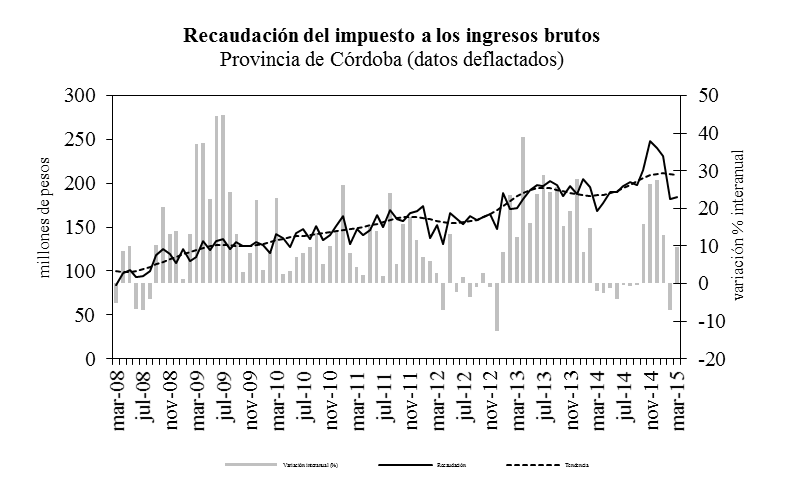 Recaudación del impuesto a los ingresos brutos
Provincia de Córdoba (datos deflactados)
millones de pesos
300
250
200
150
100
50
0
50
40
30
20
10
0
-10
-20
variación % interanual
mar-08
jul-08
nov-08
mar-09
jul-09
nov-09
mar-10
jul-10
nov-10
mar-11
jul-11
nov-11
mar-12
jul-12
nov-12
mar-13
jul-13
nov-13
mar-14
jul-14
nov-14
mar-15
Variación interanual (%)
Recaudación
Tendencia